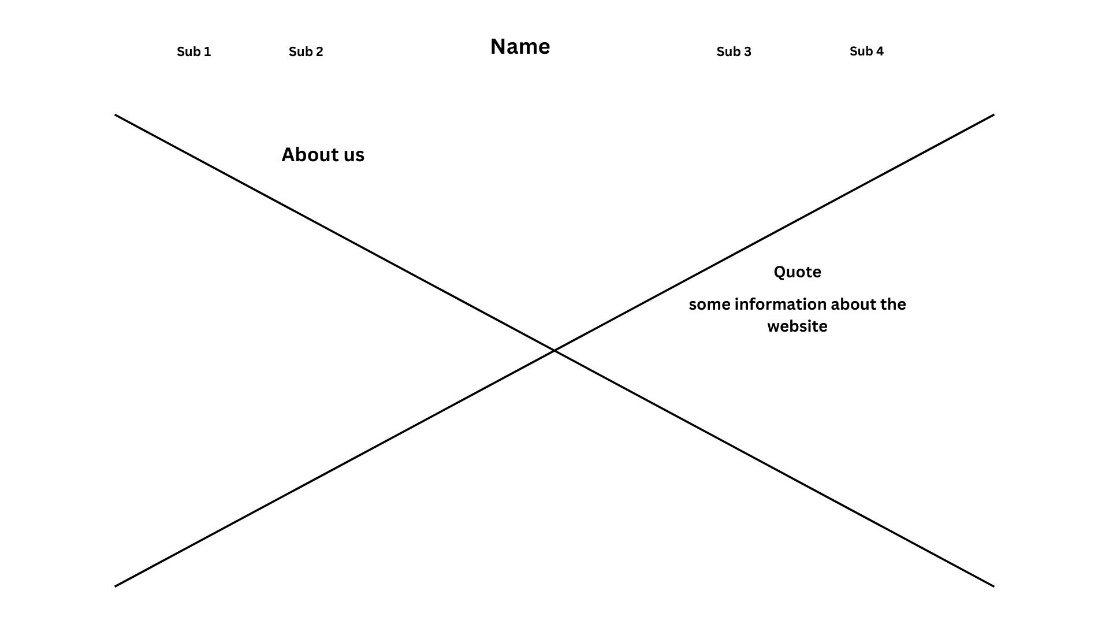 Sub 1 Sub 2 Name Sub 3 Sub 4
About us
Quote
some information about the
website